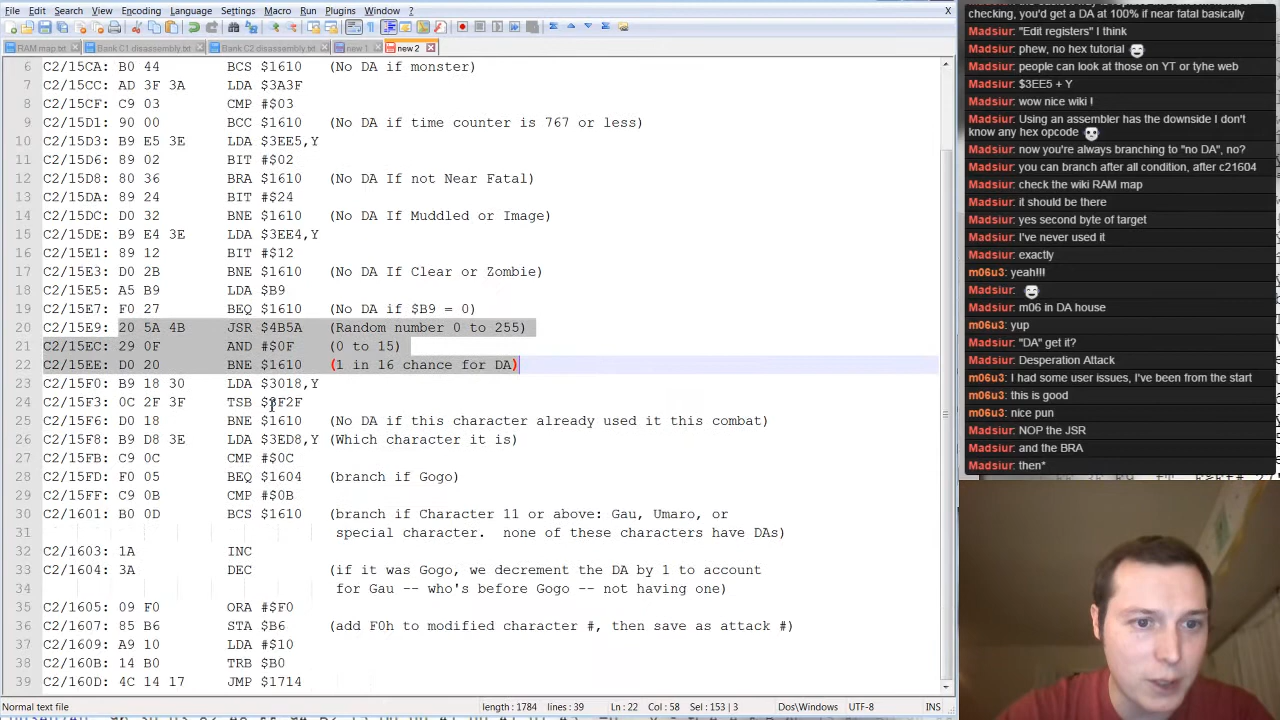 File Edit Search View Encoding Language Settings Macro Run Plugins Window ? X
RAM map.txt Bank C1 disassembly.txt Bank C2 disassembly.txt new 1 new 2
6 C2/15CA: B0 44 BCS $1610 (No DA if monster)
7 C2/15CC: AD 3F 3A LDA $3A3F
8 C2/15CF: C9 03 CMP #$03
9 C2/15D1: 90 00 BCC $1610 (No DA if time counter is 767 or less)
10 C2/15D3: B9 E5 3E LDA $3EE5,Y
11 C2/15D6: 89 02 BIT #$02
12 C2/15D8: 80 36 BRA $1610 (No DA If not Near Fatal)
13 C2/15DA: 89 24 BIT #$24
14 C2/15DC: D0 32 BNE $1610 (No DA If Muddled or Image)
15 C2/15DE: B9 E4 3E LDA $3EE4,Y
16 C2/15E1: 89 12 BIT #$12
17 C2/15E3: D0 2B BNE $1610 (No DA If Clear or Zombie)
18 C2/15E5: A5 B9 LDA $B9
19 C2/15E7: F0 27 BEQ $1610 (No DA if $B9 = 0)
20 C2/15E9: 20 5A 4B JSR $4B5A (Random number 0 to 255)
21 C2/15EC: 29 0F AND #$0F (0 to 15)
22 C2/15EE: D0 20 BNE $1610 (1 in 16 chance for DA)
23 C2/15F0: B9 18 30 LDA $3018,Y
24 C2/15F3: 0C 2F 3F TSB $3F2F
25 C2/15F6: D0 18 BNE $1610 (No DA if this character already used it this combat)
26 C2/15F8: B9 D8 3E LDA $3ED8,Y (Which character it is)
27 C2/15FB: C9 0C CMP #$0C
28 C2/15FD: F0 05 BEQ $1604 (branch if Gogo)
29 C2/15FF: C9 0B CMP #$0B
30 C2/1601: B0 0D BCS $1610 (branch if Character 11 or above: Gau, Umaro, or
31 special character. none of these characters have DAs)
32 C2/1603: 1A INC
33 C2/1604: 3A DEC (if it was Gogo, we decrement the DA by 1 to account
34 for Gau -- who's before Gogo -- not having one)
35 C2/1605: 09 F0 ORA #$F0
36 C2/1607: 85 B6 STA $B6 (add F0h to modified character #, then save as attack #)
37 C2/1609: A9 10 LDA #$10
38 C2/160B: 14 B0 TRB $B0
39 C2/160D: 4C 14 17 JMP $1714
Normal text file length : 1784 lines : 39 Ln : 22 Col : 58 Sel : 153 | 3 Dos\Windows UTF-8 INS
checking, you'd get a DA at 100% if near fatal basically
Madsiur: "Edit registers" I think
Madsiur: phew, no hex tutorial
Madsiur: people can look at those on YT or tyhe web
Madsiur: $3EE5 + Y
Madsiur: wow nice wiki !
Madsiur: Using an assembler has the downside I don't
know any hex opcode
Madsiur: now you're always branching to "no DA", no?
Madsiur: you can branch after all condition, after c21604
Madsiur: check the wiki RAM map
Madsiur: it should be there
Madsiur: yes second byte of target
Madsiur: I've never used it
Madsiur: exactly
m06u3: yeah!!!
Madsiur:
Madsiur: m06 in DA house
m06u3: yup
Madsiur: "DA" get it?
Madsiur: Desperation Attack
m06u3: I had some user issues, I've been from the start
m06u3: this is good
m06u3: nice pun
Madsiur: NOP the JSR
Madsiur: and the BRA
Madsiur: then*